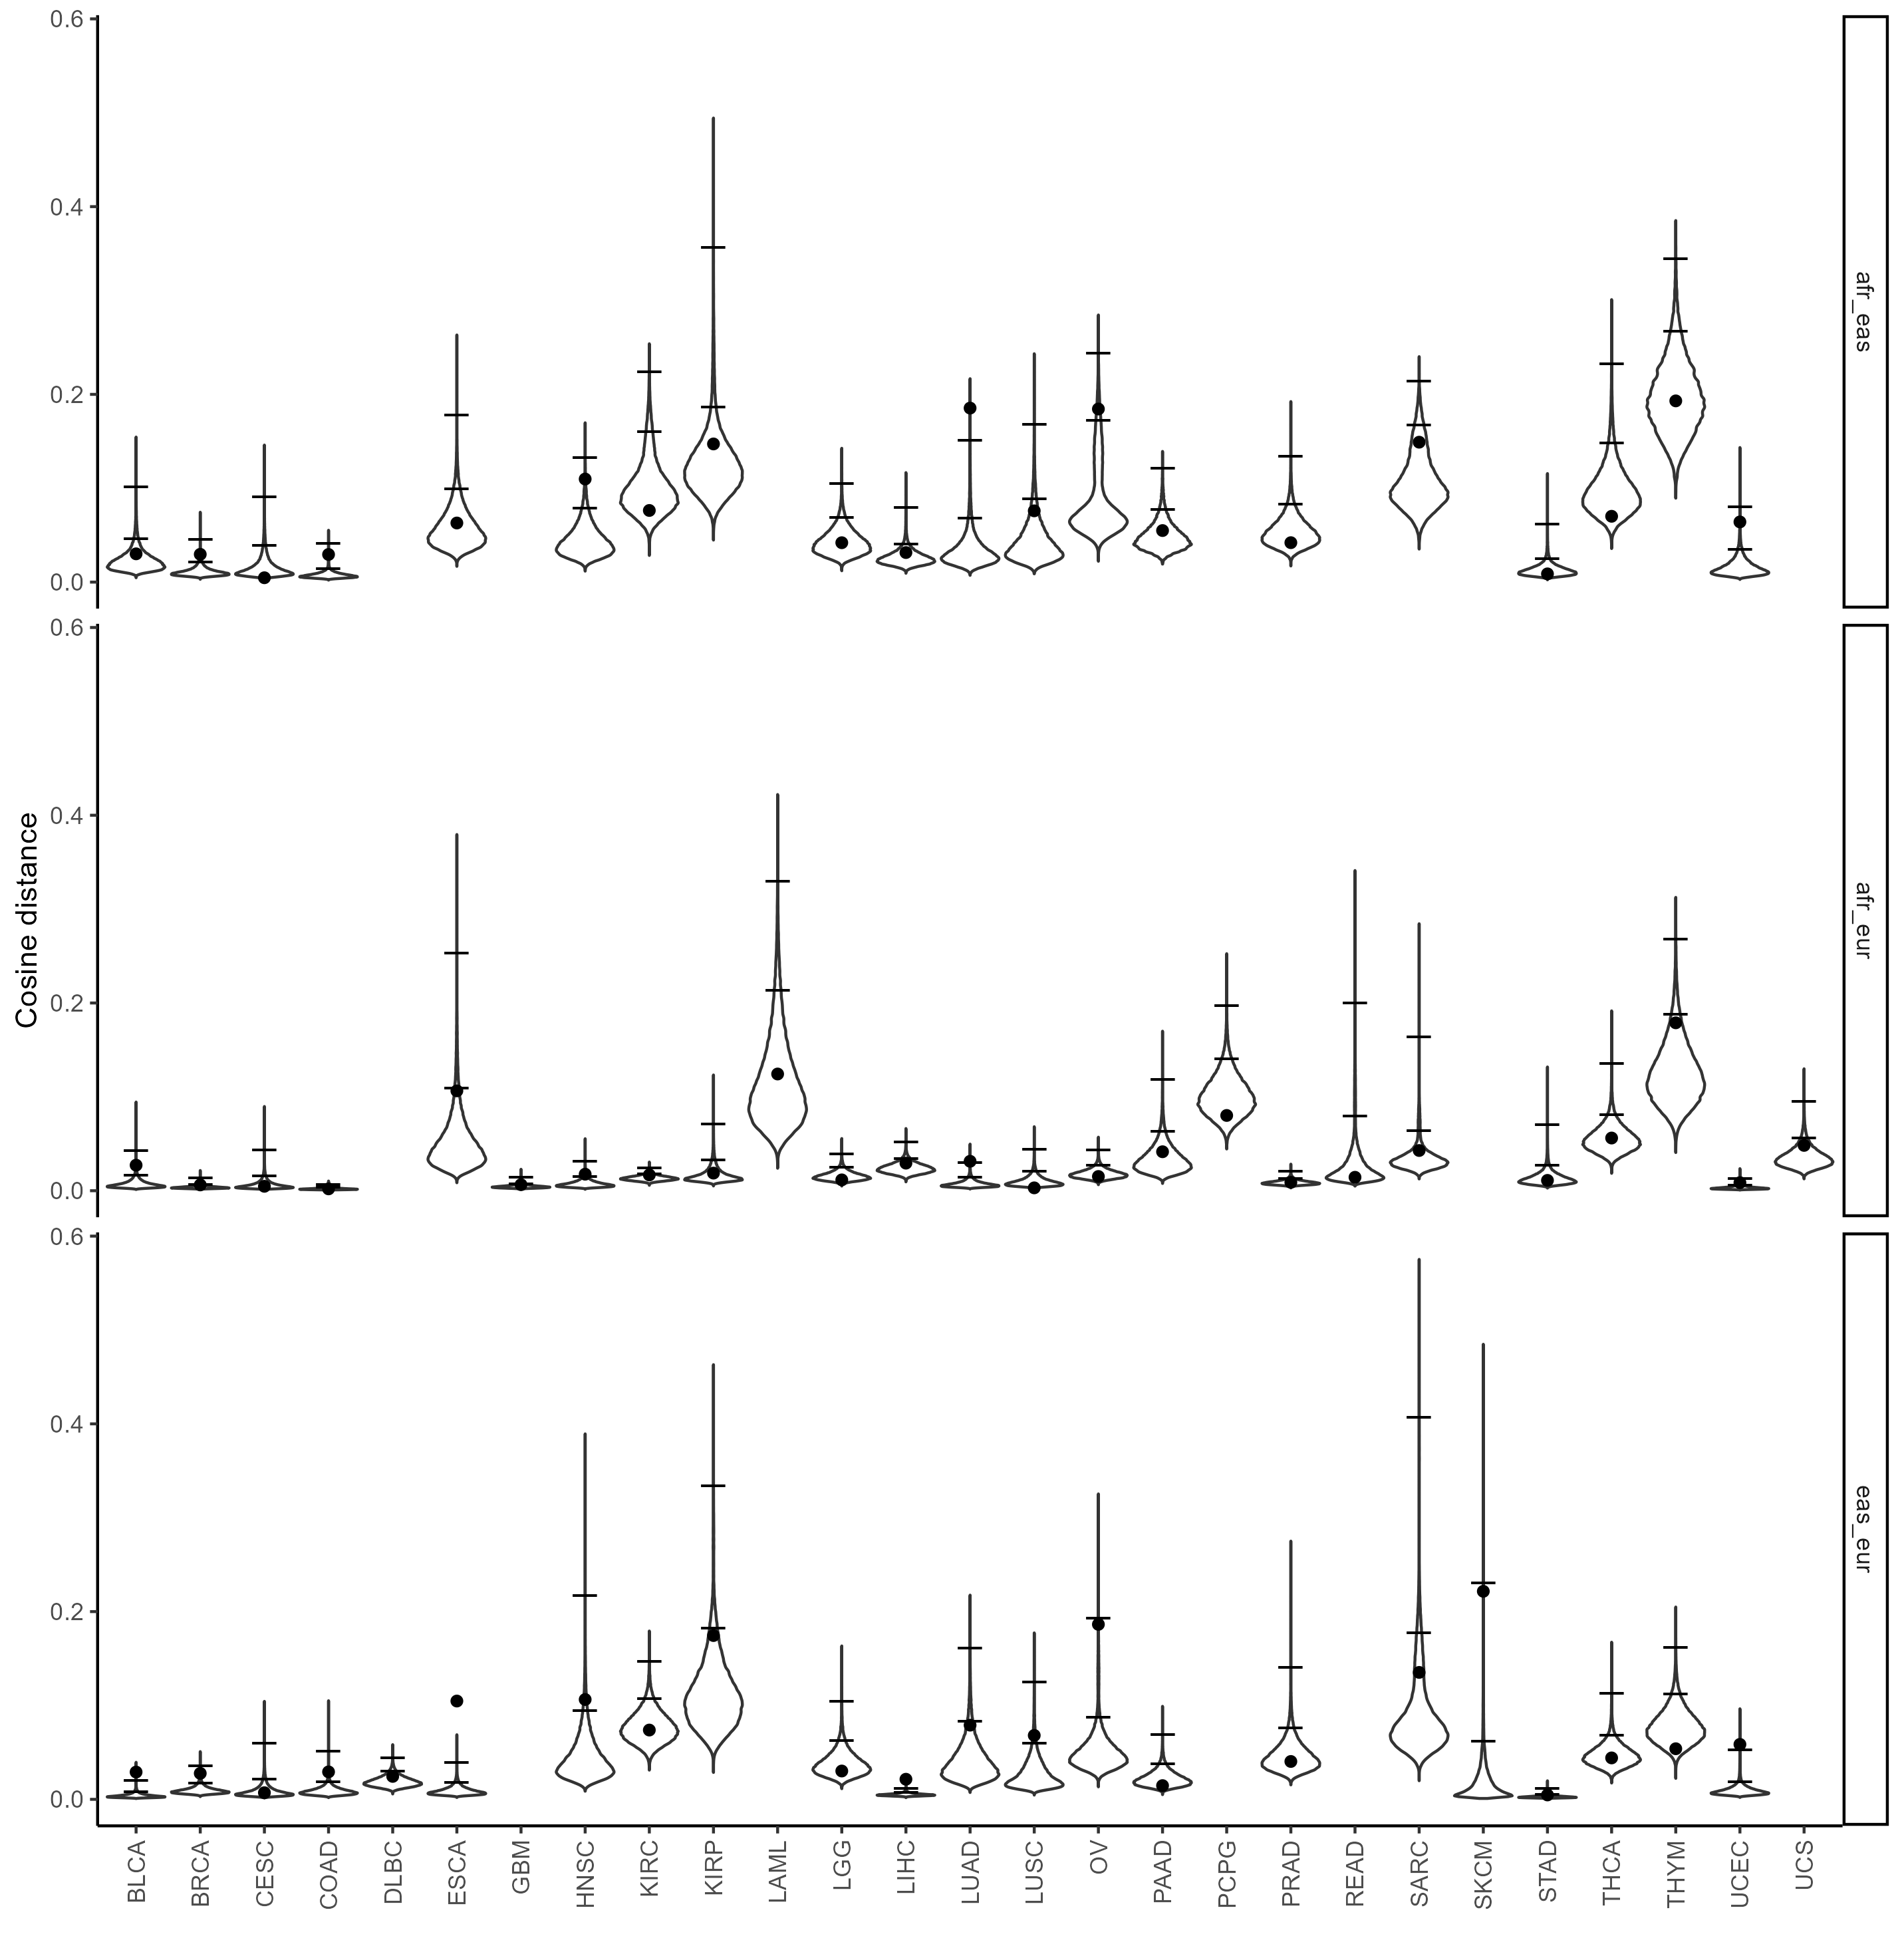 Cosine distance
0.6
0.4
0.2
0.0
afr_eas
0.6
0.4
0.2
0.0
afr_eur
0.6
0.4
0.2
0.0
eas_eur
BLCA
BRCA
CESC
COAD
DLBC
ESCA
GBM
HNSC
KIRC
KIRP
LAML
LGG
LIHC
LUAD
LUSC
OV
PAAD
PCPG
PRAD
READ
SARC
SKCM
STAD
THCA
THYM
UCEC
UCS